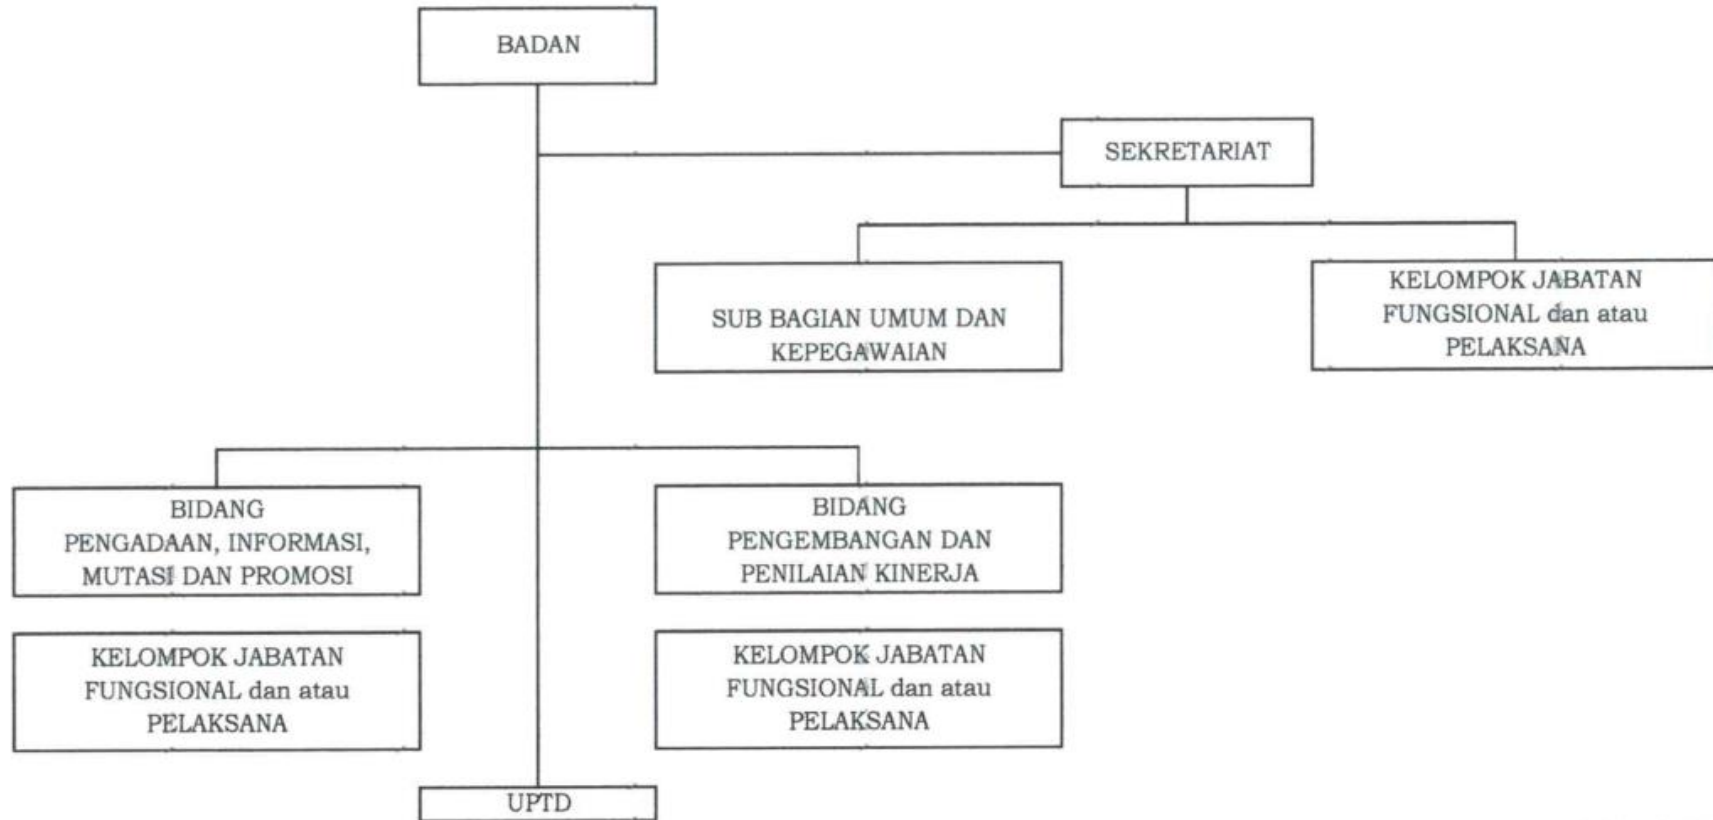 BADAN
SEKRETARIAT
SUB BAGIAN UMUM DAN
KEPEGAWAIAN
KELOMPOK JABATAN
FUNGSIONAL dan atau
PELAKSANA
BIDANG
PENGADAAN, INFORMASI,
MUTASI DAN PROMOSI
BIDANG
PENGEMBANGAN DAN
PENILAIAN KINERJA
KELOMPOK JABATAN
FUNGSIONAL dan atau
PELAKSANA
KELOMPOK JABATAN
FUNGSIONAL dan atau
PELAKSANA
UPTD